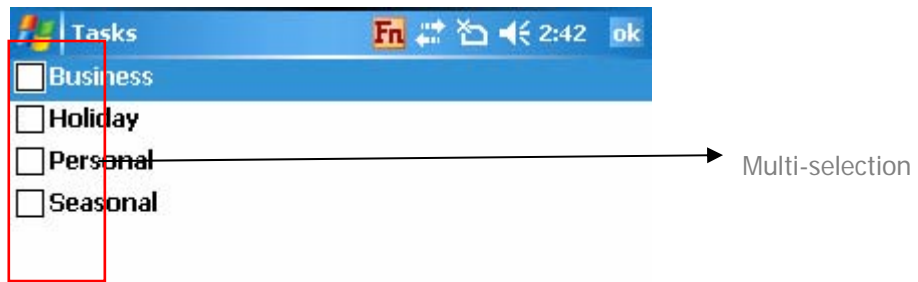 Tasks Fn 2:42 ok
Business
Holiday
Personal
Multi-selection
Seasonal